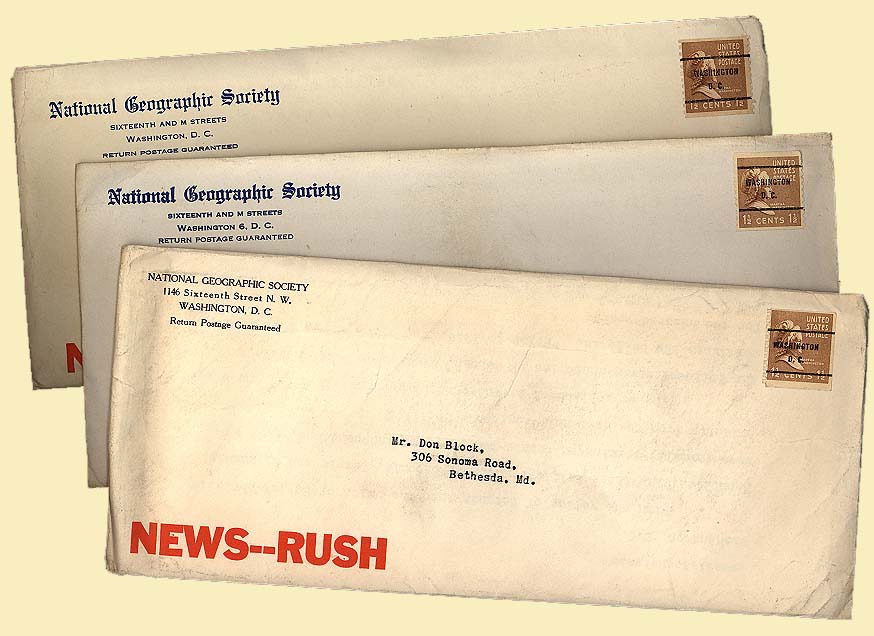 National Geographic Society
SIXTEENTH AND M STREETS
WASHINGTON, D. C.
RETURN POSTAGE GUARANTEED
UNITED
STATES
POSTAGE
WASHINGTON
D. C.
1½ CENTS 1½
N
National Geographic Society
SIXTEENTH AND M STREETS
WASHINGTON 6, D. C.
RETURN POSTAGE GUARANTEED
UNITED
STATES
POSTAGE
WASHINGTON
D. C.
1½ CENTS 1½
NATIONAL GEOGRAPHIC SOCIETY
1146 Sixteenth Street N. W.
WASHINGTON, D. C.
Return Postage Guaranteed
UNITED
STATES
POSTAGE
WASHINGTON
D. C.
1½ CENTS 1½
Mr. Don Block,
306 Sonoma Road,
Bethesda, Md.
NEWS--RUSH